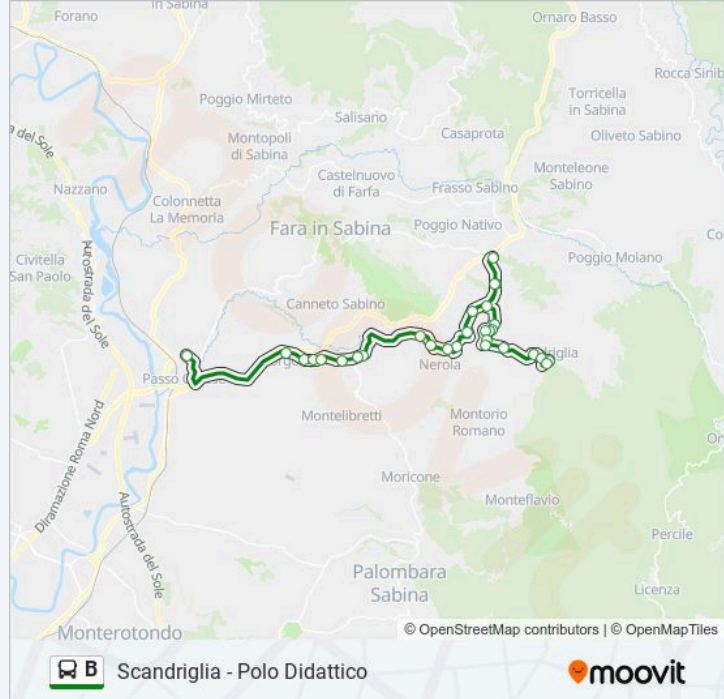 Forano
in Sabina
Ornaro Basso
Rocca Sinib
Poggio Mirteto
Torricella
in Sabina
Salisano
a del Sole
Montopoli
di Sabina
Casaprota
Oliveto Sabino
Castelnuovo
di Farfa
Monteleone
Sabino
Nazzano
Colonnetta
La Memoria
Frasso Sabino
Fara in Sabina
Poggio Nativo
Co
Civitella
San Paolo
Autostrada del Sole
Poggio Moiano
Canneto Sabino
Passo C
Nerola
driglia
Diramazione Roma Nord
Montelibretti
Montorio
Romano
Or
Moricone
Autostrada del Sole
Monteflavio
Percile
Palombara
Sabina
Licenza
Monterotondo
© OpenStreetMap contributors | © OpenMapTiles
B Scandriglia - Polo Didattico
moovit